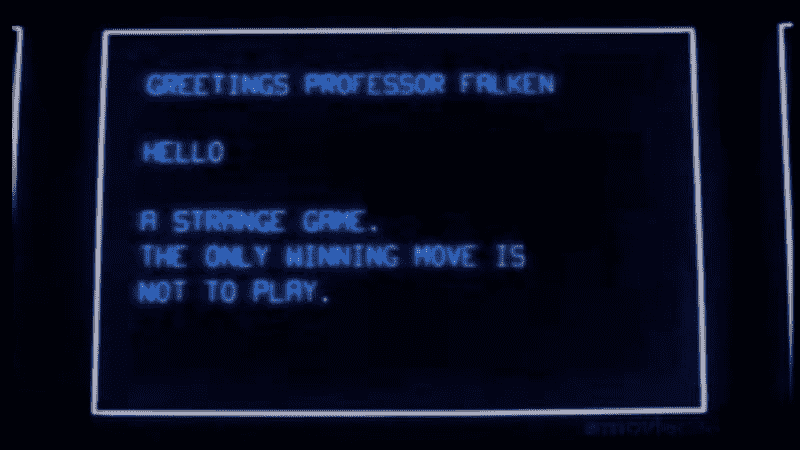 GREETINGS PROFESSOR FALKEN
HELLO
A STRANGE GAME.
THE ONLY WINNING MOVE IS
NOT TO PLAY.